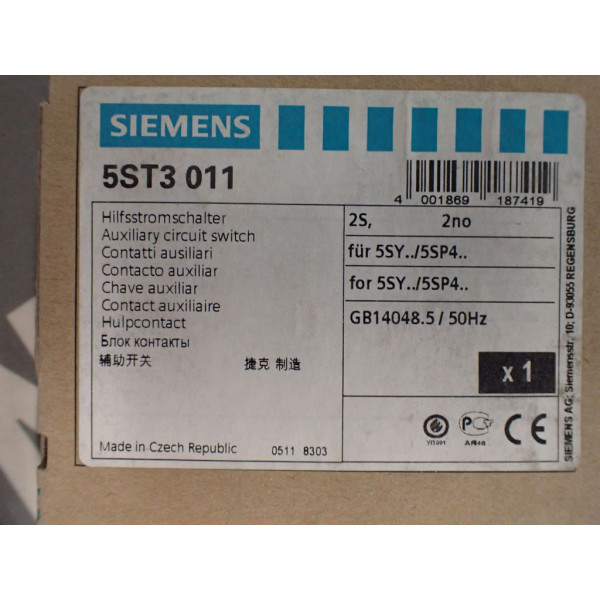 SIEMENS
5ST3 011
4 001869 187419
Hilfsstromschalter
Auxiliary circuit switch
Contatti ausiliari
Contacto auxiliar
Chave auxiliar
Contact auxiliaire
Hulpcontact
Блок контакты
辅助开关 捷克 制造
Made in Czech Republic 0511 8303
2S, 2no
für 5SY../5SP4..
for 5SY../5SP4..
GB14048.5 / 50Hz
x 1
CE
SIEMENS AG; Siemensstr. 10; D-93055 REGENSBURG